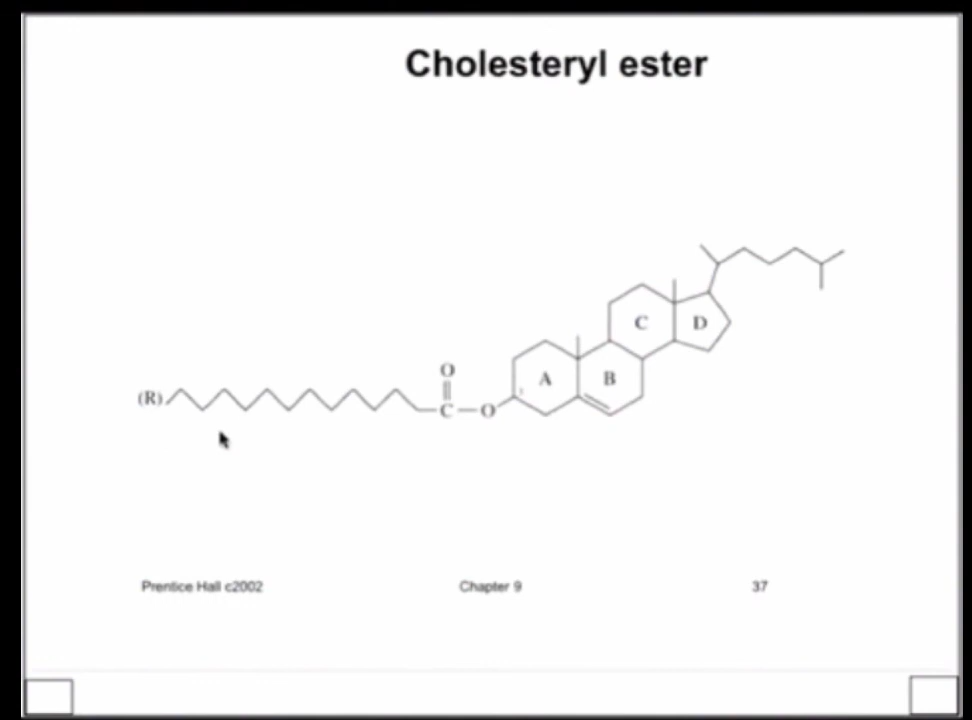 Cholesteryl ester
C
D
O
A
B
(R)
C
O
Prentice Hall c2002
Chapter 9
37